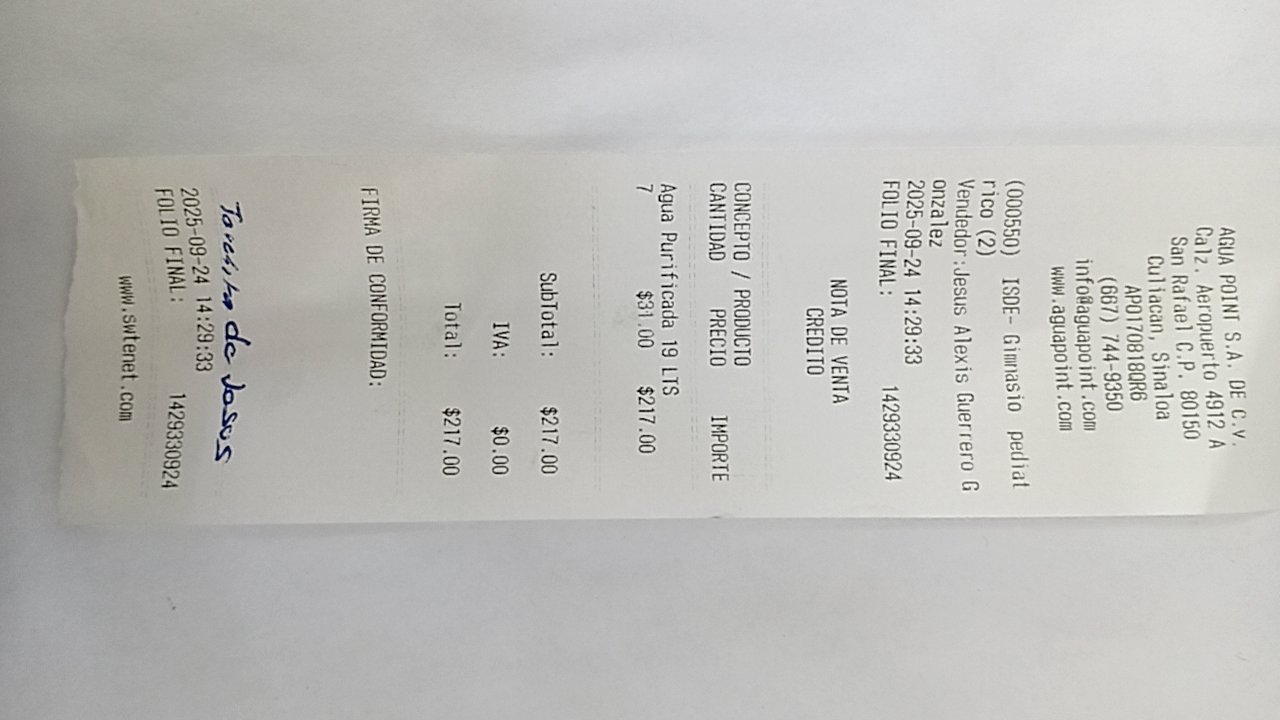 AGUA POINT S.A. DE C.V.
Calz. Aeropuerto 4912 A
San Rafael C.P. 80150
Culiacan, Sinaloa
APO170818QR6
(667) 744-9350
info@aguapoint.com
www.aguapoint.com
(000550) ISDE- Gimnasio pediat
rico (2)
Vendedor:Jesus Alexis Guerrero G
onzalez
2025-09-24 14:29:33
FOLIO FINAL: 1429330924
NOTA DE VENTA
CREDITO
CONCEPTO / PRODUCTO
CANTIDAD PRECIO IMPORTE
Agua Purificada 19 LTS
7 $31.00 $217.00
SubTotal: $217.00
IVA: $0.00
Total: $217.00
FIRMA DE CONFORMIDAD:
de Jesus
2025-09-24 14:29:33
FOLIO FINAL: 1429330924
www.swtenet.com